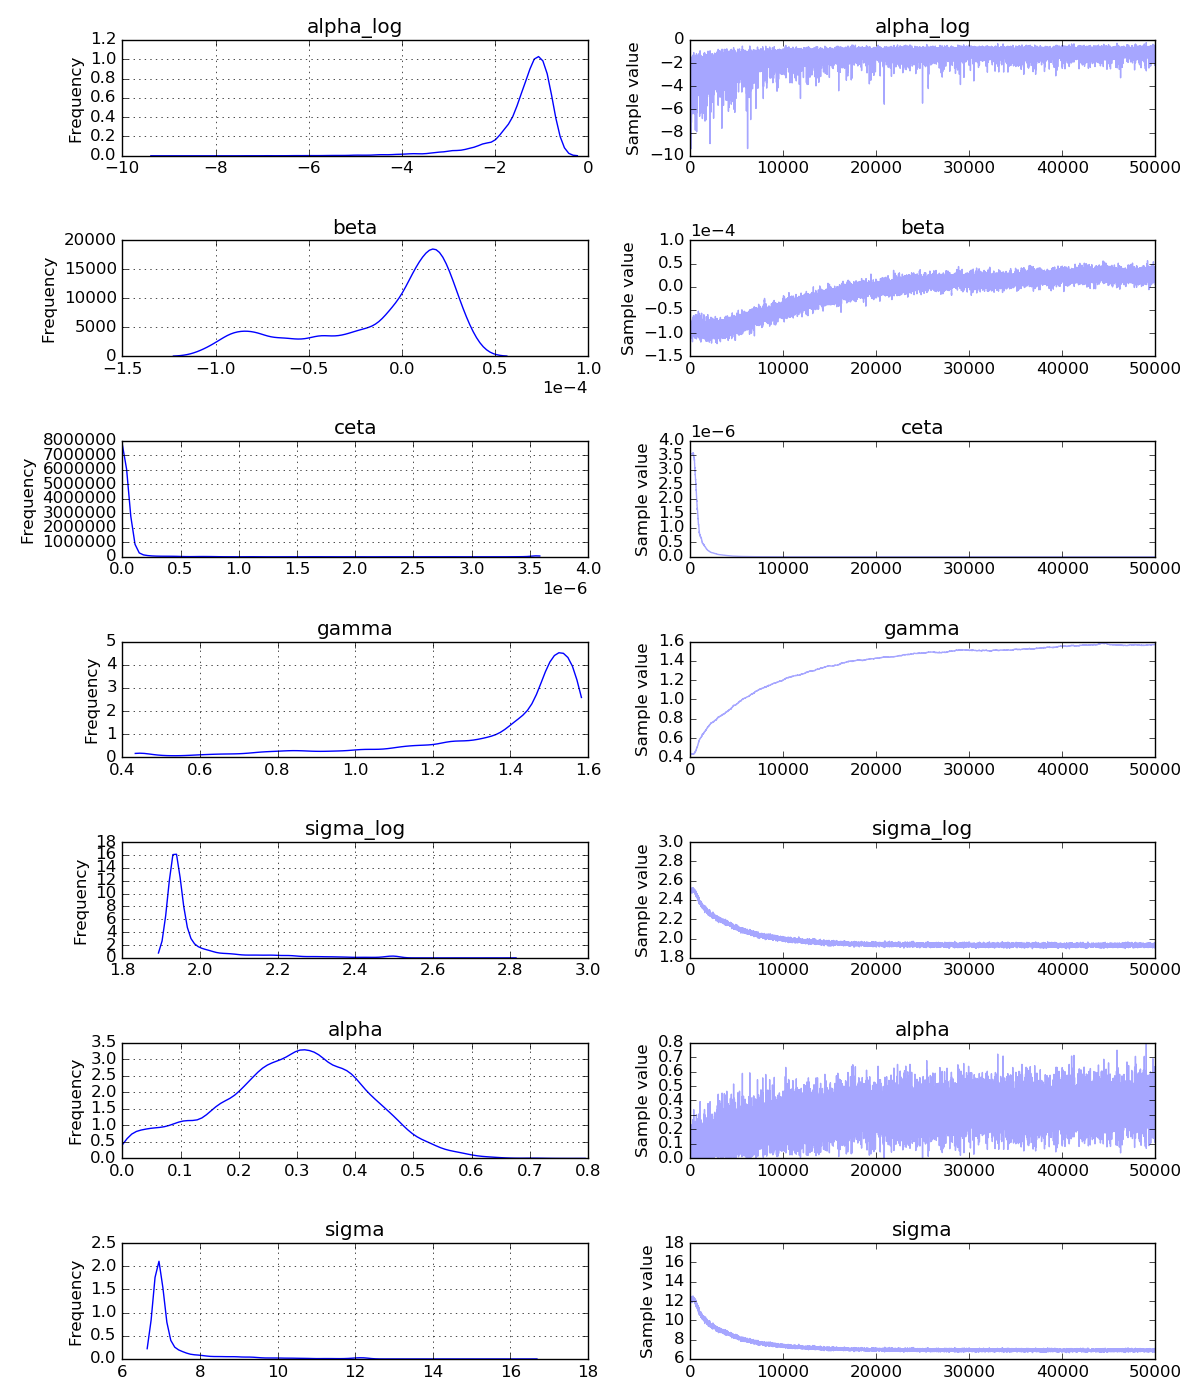 alpha_log
Frequency
1.2
1.0
0.8
0.6
0.4
0.2
0.0
−10 −8 −6 −4 −2 0
alpha_log
Sample value
0
−2
−4
−6
−8
−10
0 10000 20000 30000 40000 50000
beta
Frequency
20000
15000
10000
5000
0
−1.5 −1.0 −0.5 0.0 0.5 1.0
1e−4
beta
1e−4
Sample value
1.0
0.5
0.0
−0.5
−1.0
−1.5
0 10000 20000 30000 40000 50000
ceta
Frequency
8000000
7000000
6000000
5000000
4000000
3000000
2000000
1000000
0
0.0 0.5 1.0 1.5 2.0 2.5 3.0 3.5 4.0
1e−6
ceta
1e−6
Sample value
4.0
3.5
3.0
2.5
2.0
1.5
1.0
0.5
0.0
0 10000 20000 30000 40000 50000
gamma
Frequency
5
4
3
2
1
0
0.4 0.6 0.8 1.0 1.2 1.4 1.6
gamma
Sample value
1.6
1.4
1.2
1.0
0.8
0.6
0.4
0 10000 20000 30000 40000 50000
sigma_log
Frequency
18
16
14
12
10
8
6
4
2
0
1.8 2.0 2.2 2.4 2.6 2.8 3.0
sigma_log
Sample value
3.0
2.8
2.6
2.4
2.2
2.0
1.8
0 10000 20000 30000 40000 50000
alpha
Frequency
3.5
3.0
2.5
2.0
1.5
1.0
0.5
0.0
0.0 0.1 0.2 0.3 0.4 0.5 0.6 0.7 0.8
alpha
Sample value
0.8
0.7
0.6
0.5
0.4
0.3
0.2
0.1
0.0
0 10000 20000 30000 40000 50000
sigma
Frequency
2.5
2.0
1.5
1.0
0.5
0.0
6 8 10 12 14 16 18
sigma
Sample value
18
16
14
12
10
8
6
0 10000 20000 30000 40000 50000